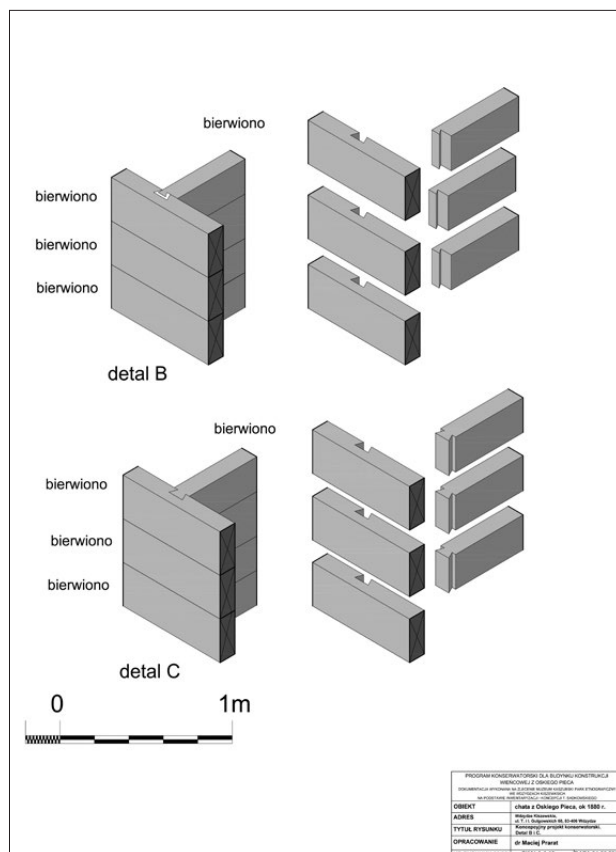 bierwiono
bierwiono
bierwiono
bierwiono
detal B
bierwiono
bierwiono
bierwiono
bierwiono
detal C
0 1m
PROGRAM KONSERWATORSKI DLA BUDYNKU KONSTRUKCJI
WIEŃCOWEJ Z OSKIEGO PIECA
OBIEKT chata z Oskiego Pieca, ok 1880 r.
ADRES
TYTUŁ RYSUNKU Koncepcyjny projekt konserwatorski.
Detal B i C.
OPRACOWANIE dr Maciej Prarat